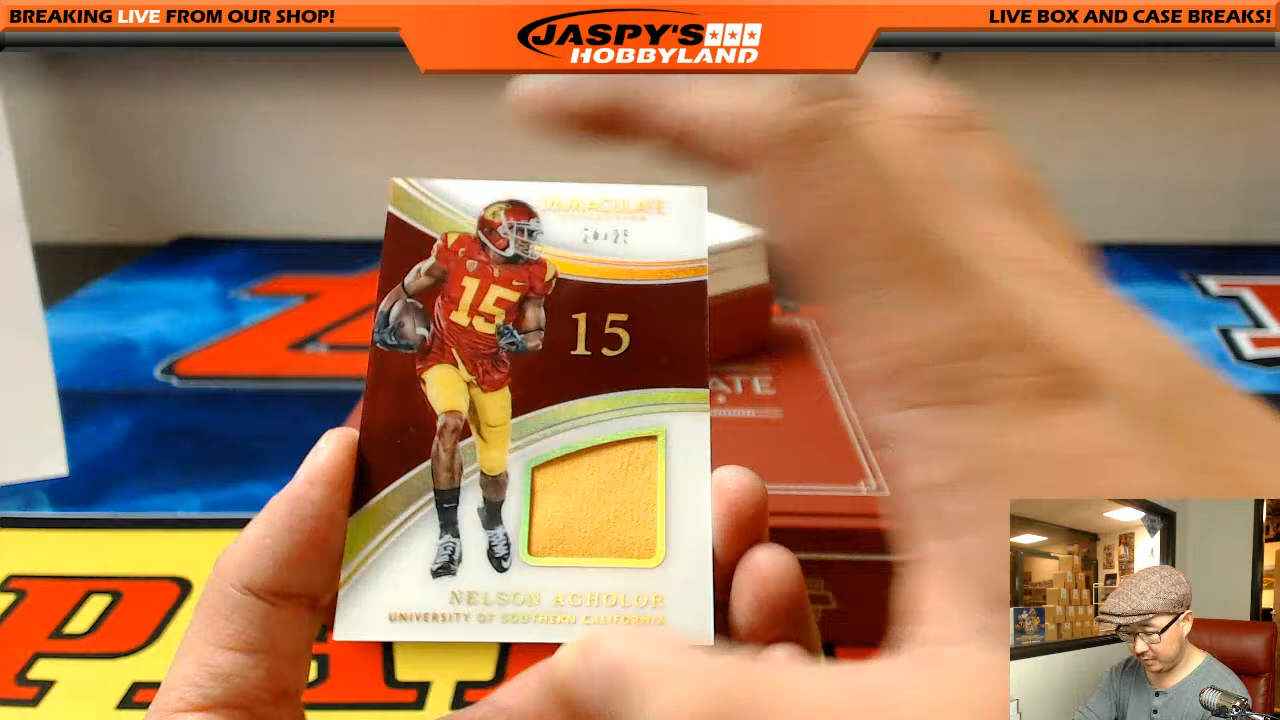 BREAKING LIVE FROM OUR SHOP!
JASPY'S
HOBBYLAND
LIVE BOX AND CASE BREAKS!
IMMACULATE
COLLECTION
15
15
NELSON AGHOLOR
UNIVERSITY OF SOUTHERN CALIFORNIA